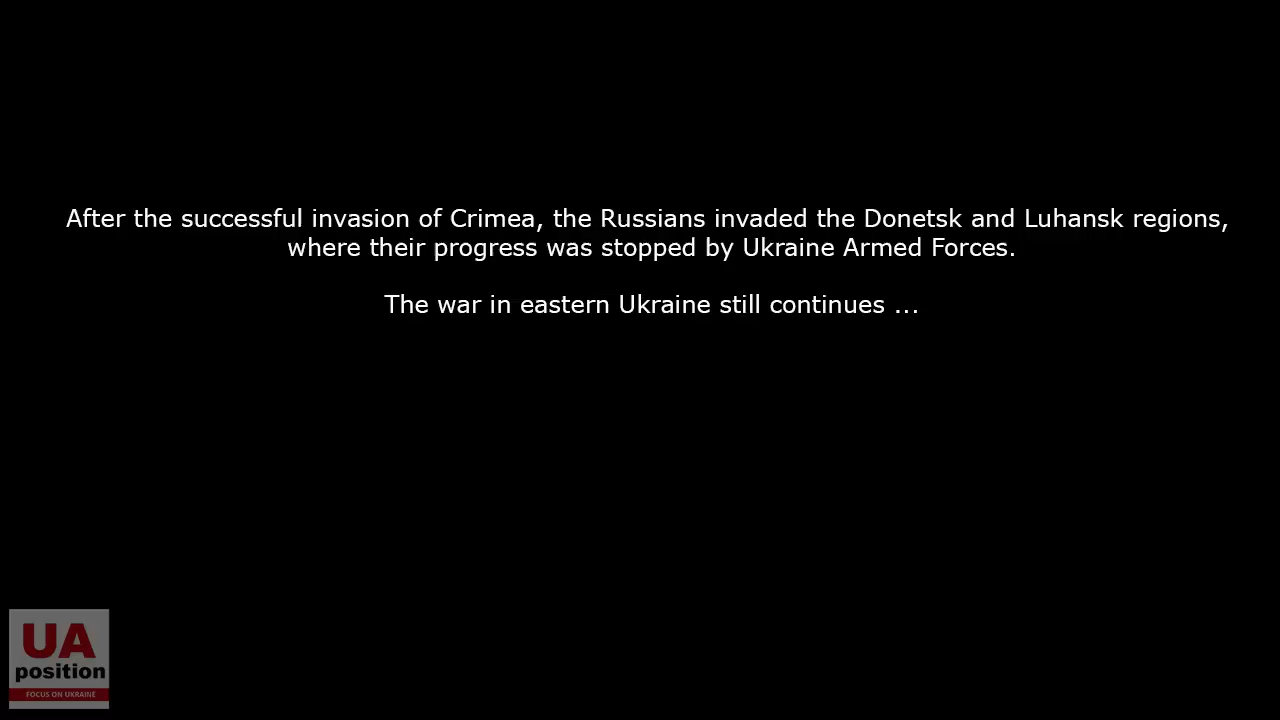 After the successful invasion of Crimea, the Russians invaded the Donetsk and Luhansk regions,
where their progress was stopped by Ukraine Armed Forces.
The war in eastern Ukraine still continues ...
UA
position
FOCUS ON UKRAINE